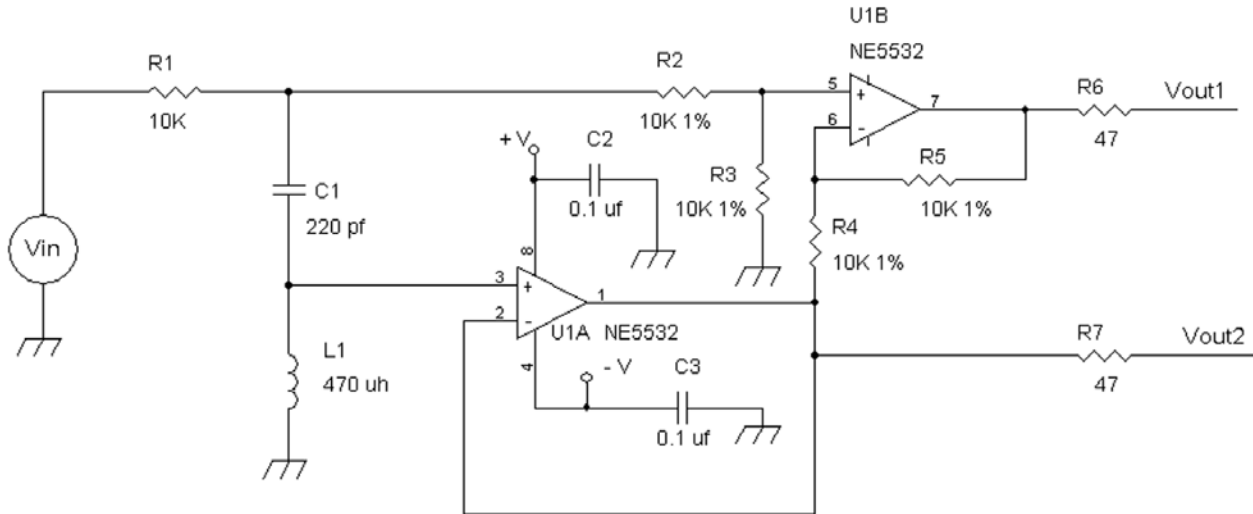 U1B
NE5532
R1
10K
R2
10K 1%
5
+
6
-
7
R6
47
Vout1
+ V
C2
0.1 uf
R3
10K 1%
R5
10K 1%
C1
220 pf
R4
10K 1%
Vin
8
3
+
2
-
1
4
U1A NE5532
L1
470 uh
- V
C3
0.1 uf
R7
47
Vout2